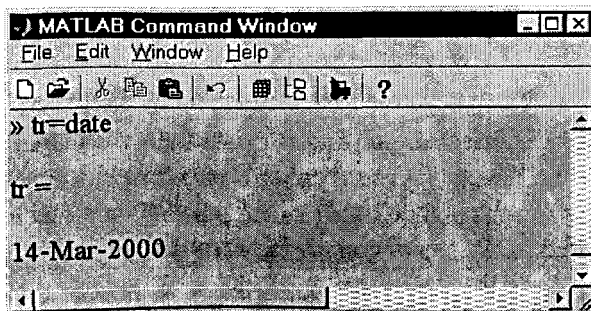 MATLAB Command Window
File Edit Window Help
?
» tr=date
tr =
14-Mar-2000